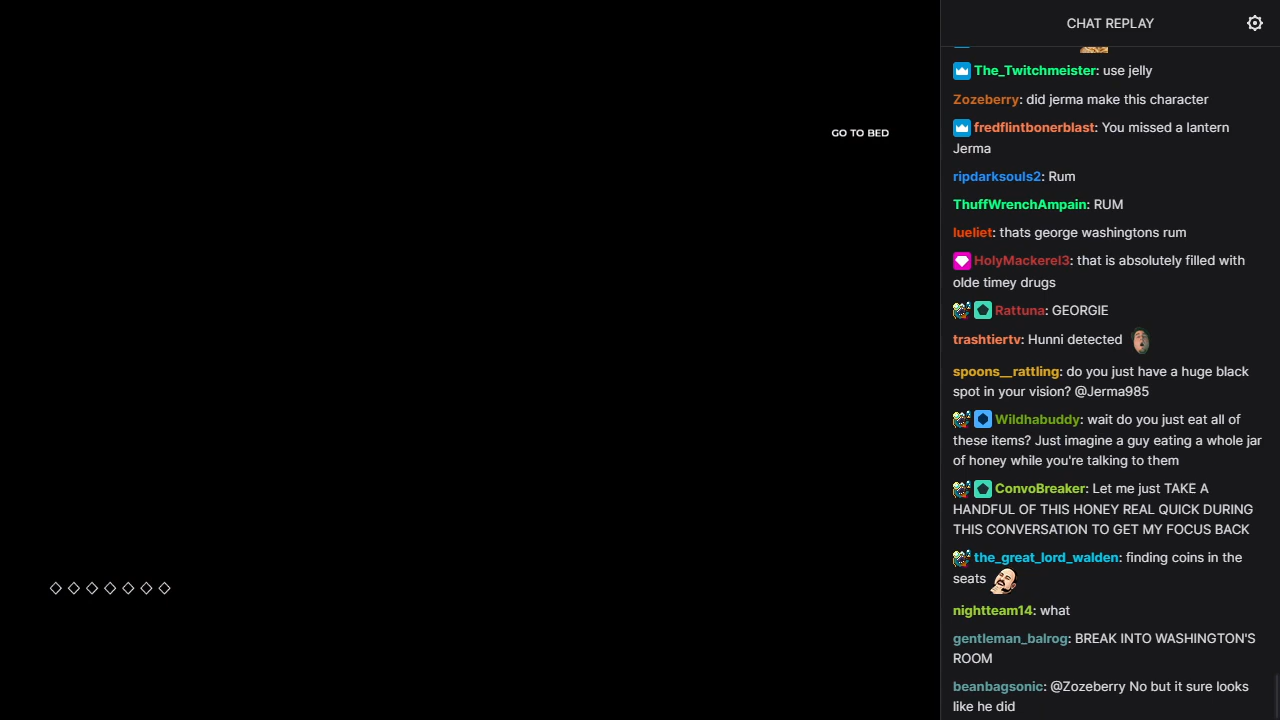 GO TO BED
CHAT REPLAY
The_Twitchmeister: use jelly
Zozeberry: did jerma make this character
fredflintbonerblast: You missed a lantern
Jerma
ripdarksouls2: Rum
ThuffWrenchAmpain: RUM
lueliet: thats george washingtons rum
HolyMackerel3: that is absolutely filled with
olde timey drugs
Rattuna: GEORGIE
trashtiertv: Hunni detected
spoons__rattling: do you just have a huge black
spot in your vision? @Jerma985
Wildhabuddy: wait do you just eat all of
these items? Just imagine a guy eating a whole jar
of honey while you're talking to them
ConvoBreaker: Let me just TAKE A
HANDFUL OF THIS HONEY REAL QUICK DURING
THIS CONVERSATION TO GET MY FOCUS BACK
the_great_lord_walden: finding coins in the
seats
nightteam14: what
gentleman_balrog: BREAK INTO WASHINGTON'S
ROOM
beanbagsonic: @Zozeberry No but it sure looks
like he did